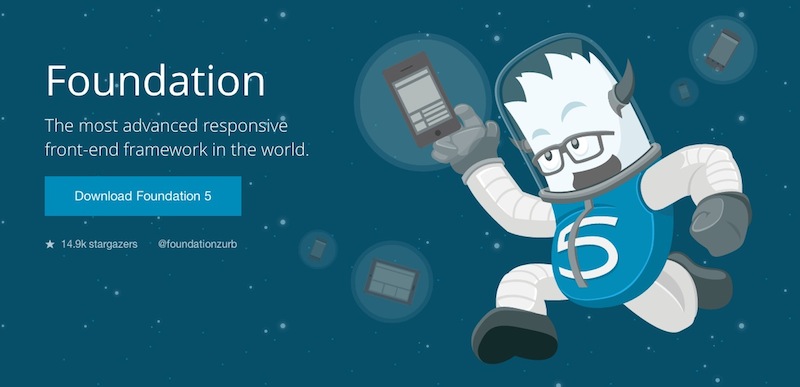 Foundation
The most advanced responsive
front-end framework in the world.
Download Foundation 5
★ 14.9k stargazers @foundationzurb
5